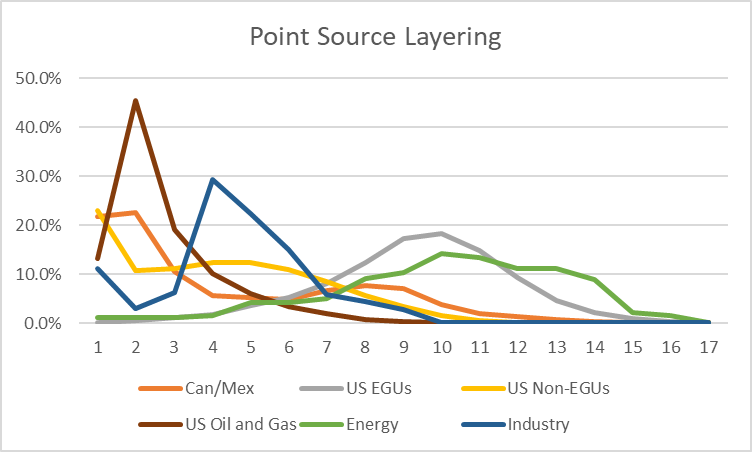 Point Source Layering
50.0%
40.0%
30.0%
20.0%
10.0%
0.0%
1 2 3 4 5 6 7 8 9 10 11 12 13 14 15 16 17
Can/Mex US EGUs US Non-EGUs
US Oil and Gas Energy Industry